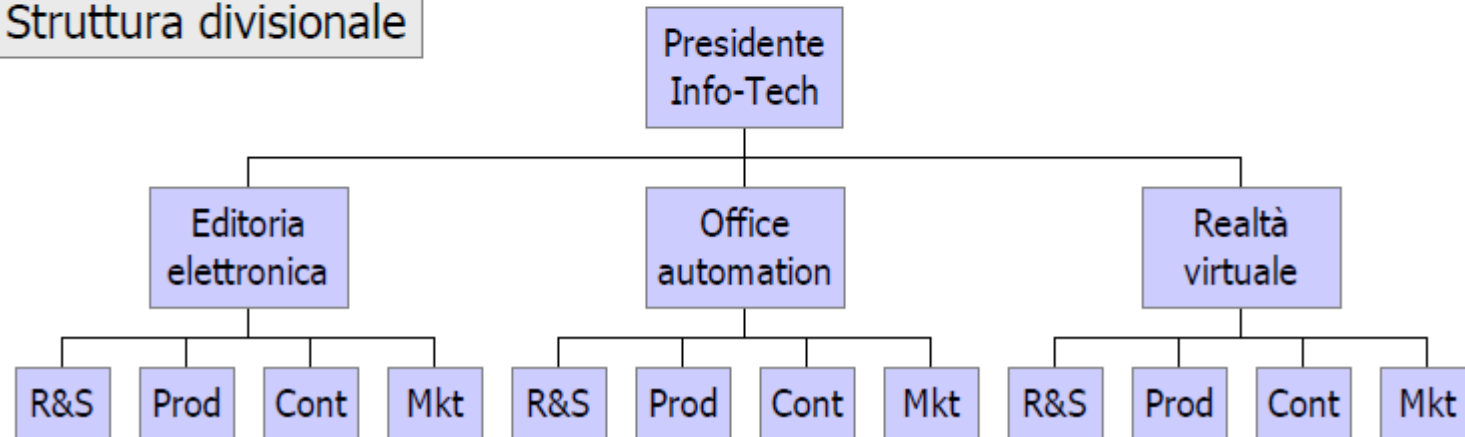 Struttura divisionale
Presidente
Info-Tech
Editoria
elettronica
Office
automation
Realtà
virtuale
R&S
Prod
Cont
Mkt
R&S
Prod
Cont
Mkt
R&S
Prod
Cont
Mkt